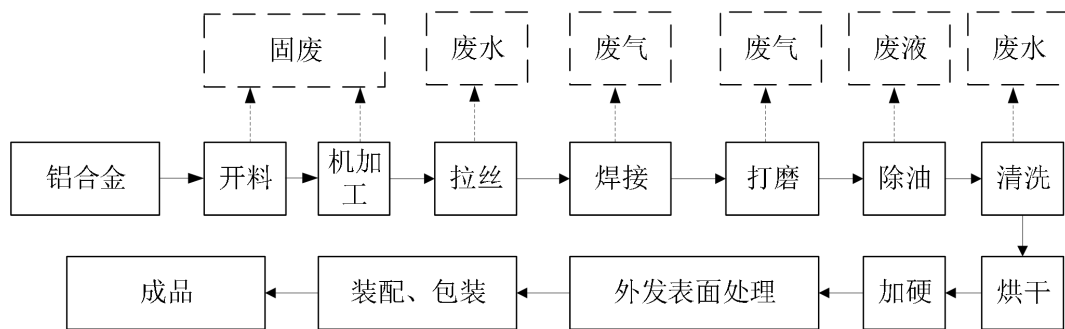 固废
废水
废气
废气
废液
废水
铝合金
开料
机加
工
拉丝
焊接
打磨
除油
清洗
成品
装配、包装
外发表面处理
加硬
烘干